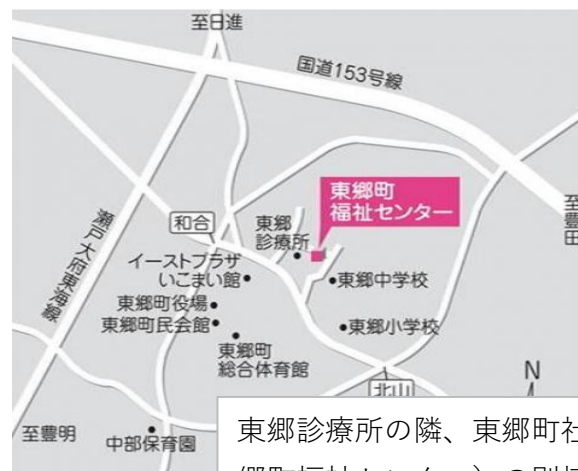 至日進
国道153号線
東郷町
福祉センター
至豊田
瀬戸大府東海線
和合
東郷
診療所
イーストプラザ
いこまい館
東郷中学校
東郷町役場
東郷町民会館
東郷小学校
東郷町
総合体育館
北山
N
至豊明
中部保育園
東郷診療所の隣、東郷町社